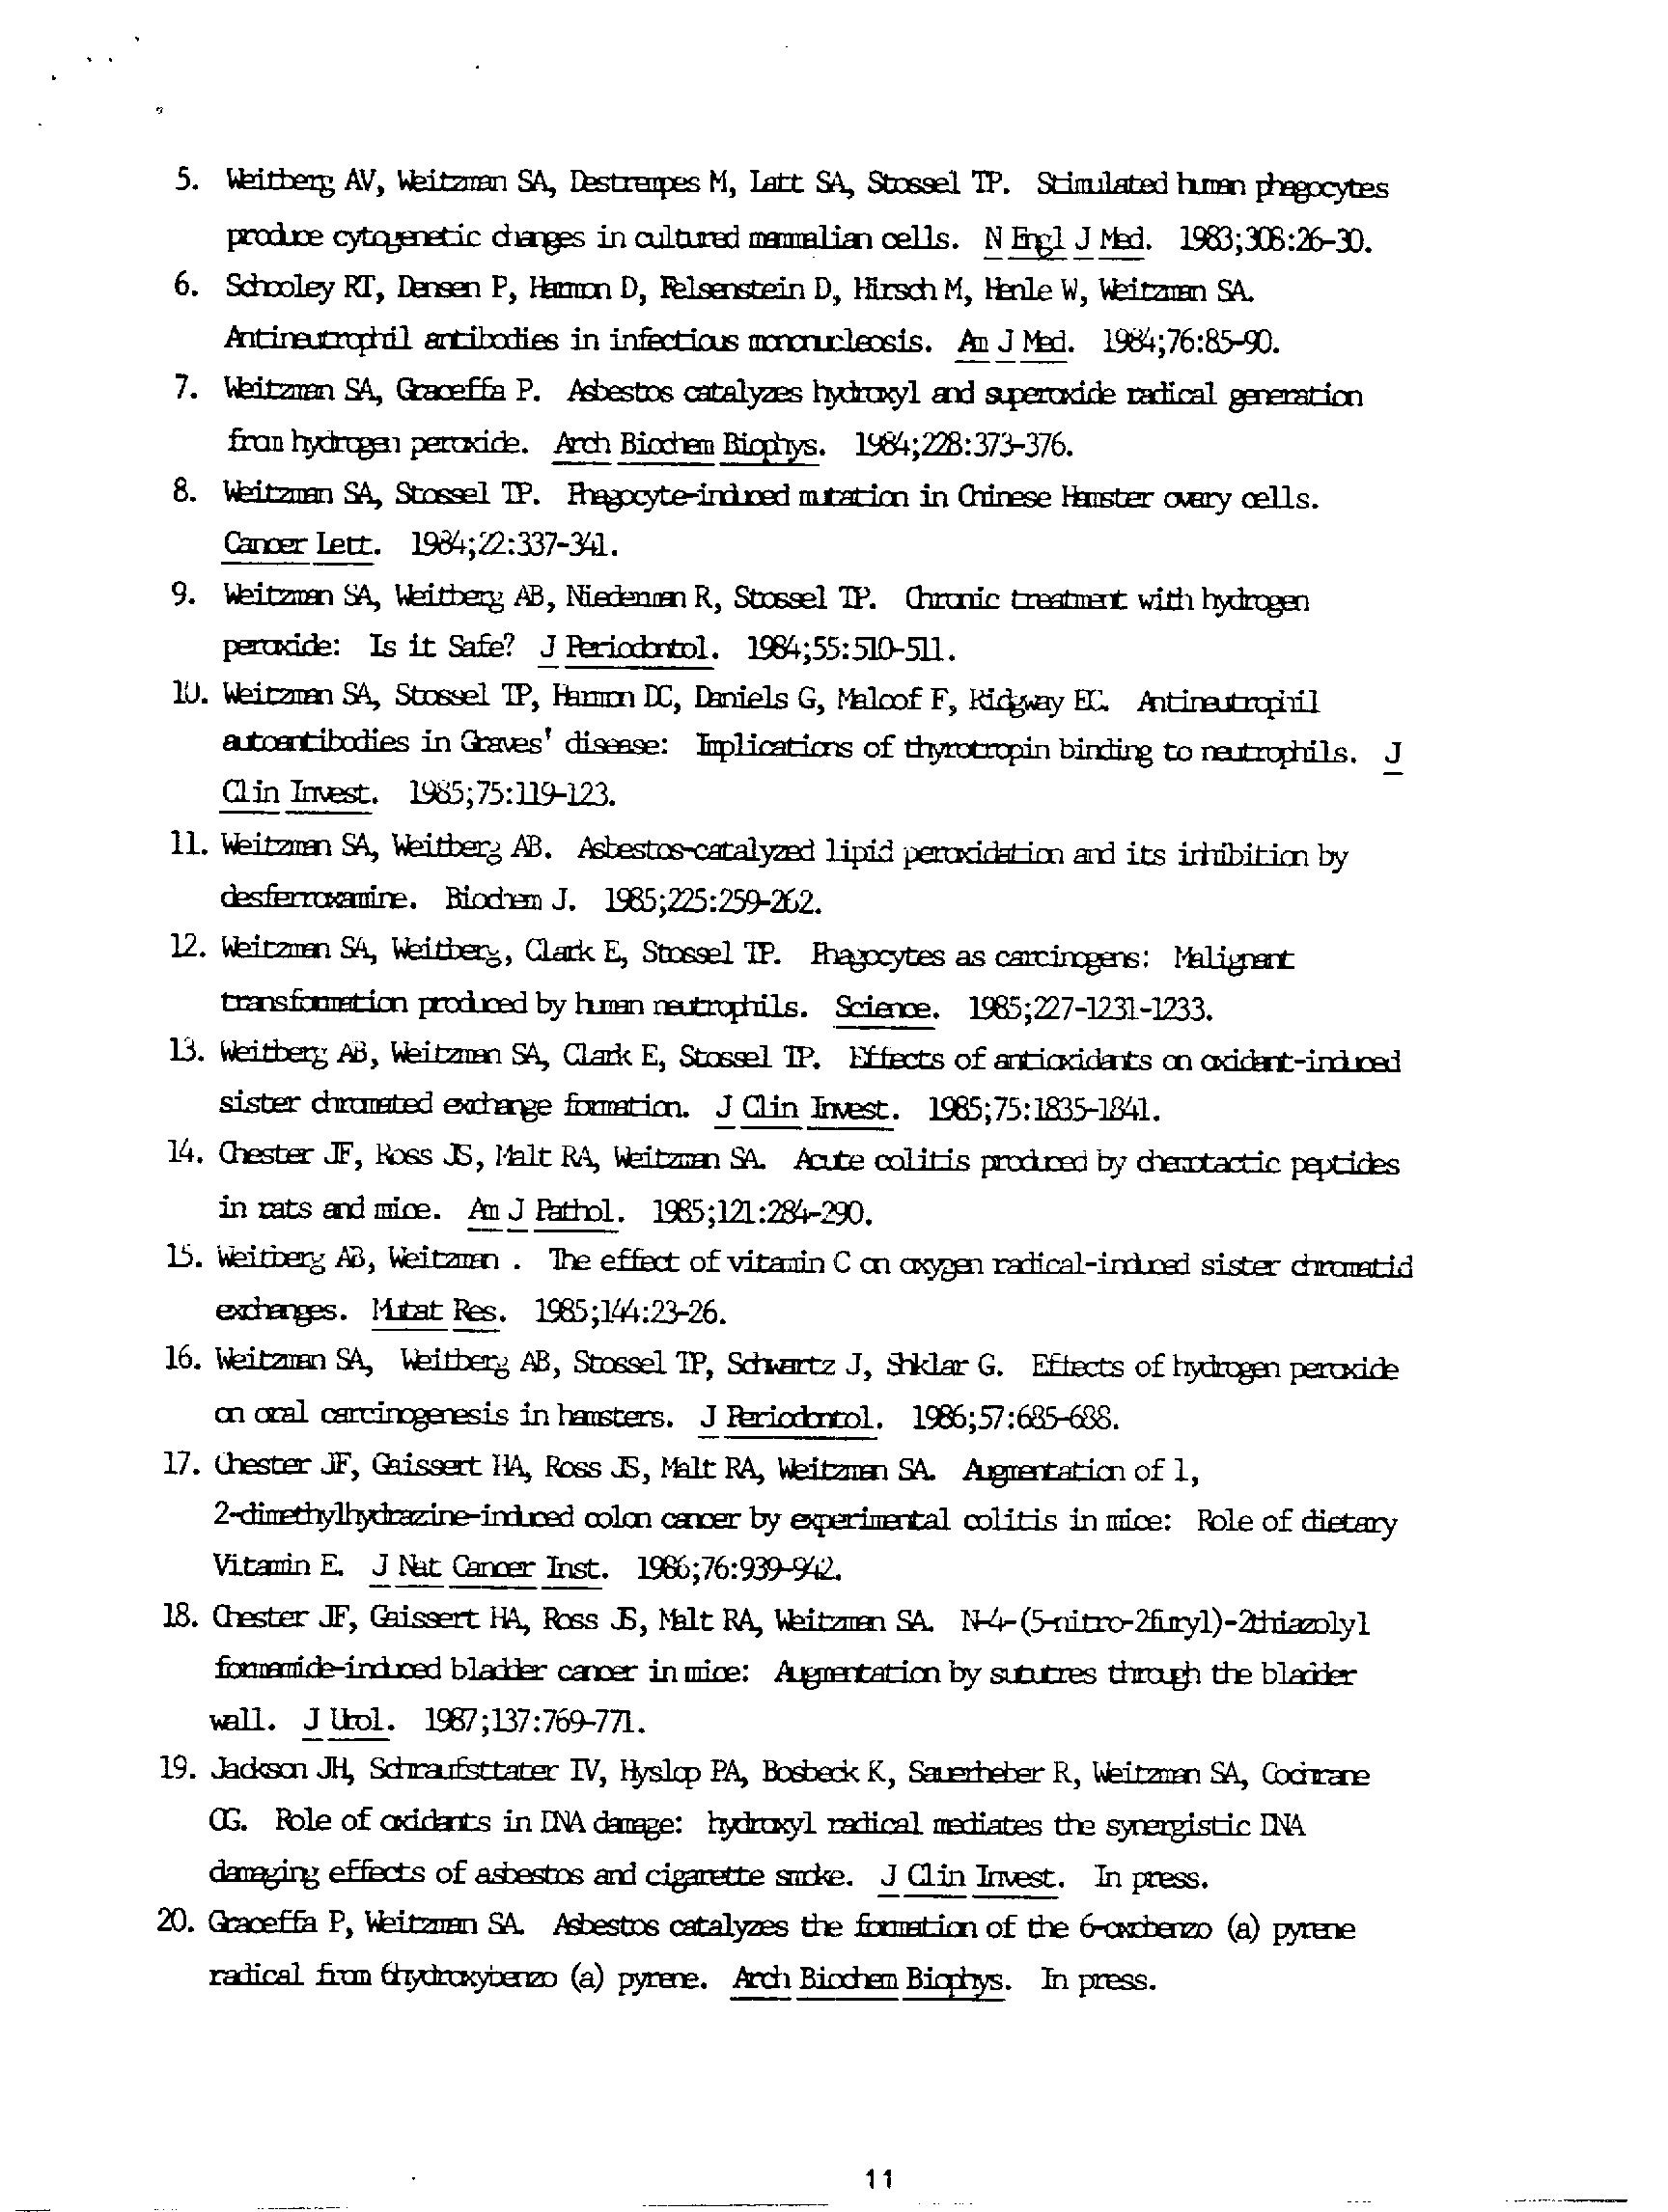 5. Weitberg AV, Weitzman SA, Destrempes M, Latt SA, Stossel TP. Stimulated human phagocytes
produce cytogenetic changes in cultured mammalian cells. N Engl J Med. 1983;308:26-30.
6. Schooley RT, Densen P, Harmon D, Felsenstein D, Hirsch M, Henle W, Weitzman SA.
Antineutrophil antibodies in infectious mononucleosis. Am J Med. 1984;76:85-90.
7. Weitzman SA, Graceffa P. Asbestos catalyzes hydroxyl and superoxide radical generation
from hydrogen peroxide. Arch Biochem Biophys. 1984;228:373-376.
8. Weitzman SA, Stossel TP. Phagocyte-induced mutation in Chinese Hamster ovary cells.
Cancer Lett. 1984;22:337-341.
9. Weitzman SA, Weitberg AB, Niederman R, Stossel TP. Chronic treatment with hydrogen
peroxide: Is it Safe? J Periodontol. 1984;55:510-511.
10. Weitzman SA, Stossel TP, Harmon DC, Daniels G, Maloof F, Ridgway EC. Antineutrophil
autoantibodies in Graves' disease: Implications of thyrotropin binding to neutrophils. J
Clin Invest. 1985;75:119-123.
11. Weitzman SA, Weitberg AB. Asbestos-catalyzed lipid peroxidation and its inhibition by
desferroxamine. Biochem J. 1985;225:259-262.
12. Weitzman SA, Weitberg, Clark E, Stossel TP. Phagocytes as carcinogens: Malignant
transformation produced by human neutrophils. Science. 1985;227-1231-1233.
13. Weitberg AB, Weitzman SA, Clark E, Stossel TP. Effects of antioxidants on oxidant-induced
sister chromated exchange formation. J Clin Invest. 1985;75:1835-1841.
14. Chester JF, Ross JS, Malt RA, Weitzman SA. Acute colitis produced by chemotactic peptides
in rats and mice. Am J Pathol. 1985;121:284-290.
15. Weitberg AB, Weitzman . The effect of vitamin C on oxygen radical-induced sister chromatid
exchanges. Mutat Res. 1985;144:23-26.
16. Weitzman SA, Weitberg AB, Stossel TP, Schwartz J, Shklar G. Effects of hydrogen peroxide
on oral carcinogenesis in hamsters. J Periodontol. 1986;57:685-688.
17. Chester JF, Gaissert HA, Ross JS, Malt RA, Weitzman SA. Augmentation of 1,
2-dimethylhydrazine-induced colon cancer by experimental colitis in mice: Role of dietary
Vitamin E. J Nat Cancer Inst. 1986;76:939-942.
18. Chester JF, Gaissert HA, Ross JS, Malt RA, Weitzman SA. N-4-(5-nitro-2furyl)-2thiazolyl
formamide-induced bladder cancer in mice: Augmentation by sututres through the bladder
wall. J Urol. 1987;137:769-771.
19. Jackson JH, Schraufsttater IV, Hyslop PA, Bosbeck K, Sauerheber R, Weitzman SA, Cochrane
CG. Role of oxidants in DNA damage: hydroxyl radical mediates the synergistic DNA
damaging effects of asbestos and cigarette smoke. J Clin Invest. In press.
20. Graceffa P, Weitzman SA. Asbestos catalyzes the formation of the 6-oxobenzo (a) pyrene
radical from 6hydroxybenzo (a) pyrene. Arch Biochem Biophys. In press.
11